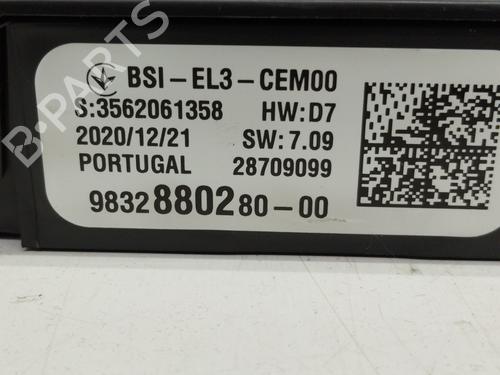 BSI-EL3-CEM00
S:3562061358 HW:D7
2020/12/21 SW:7.09
PORTUGAL 28709099
9832880280-00
B-PARTS